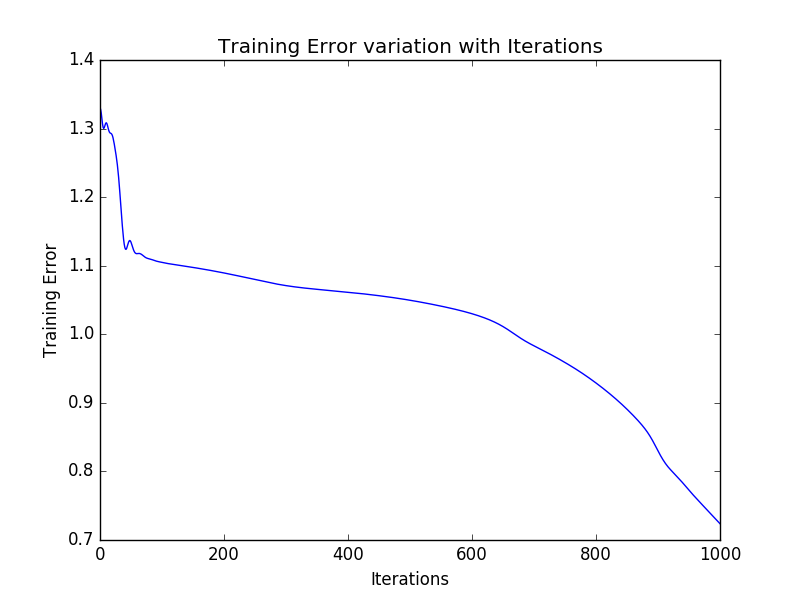 Training Error variation with Iterations
1.4
1.3
1.2
1.1
1.0
0.9
0.8
0.7
Training Error
0 200 400 600 800 1000
Iterations